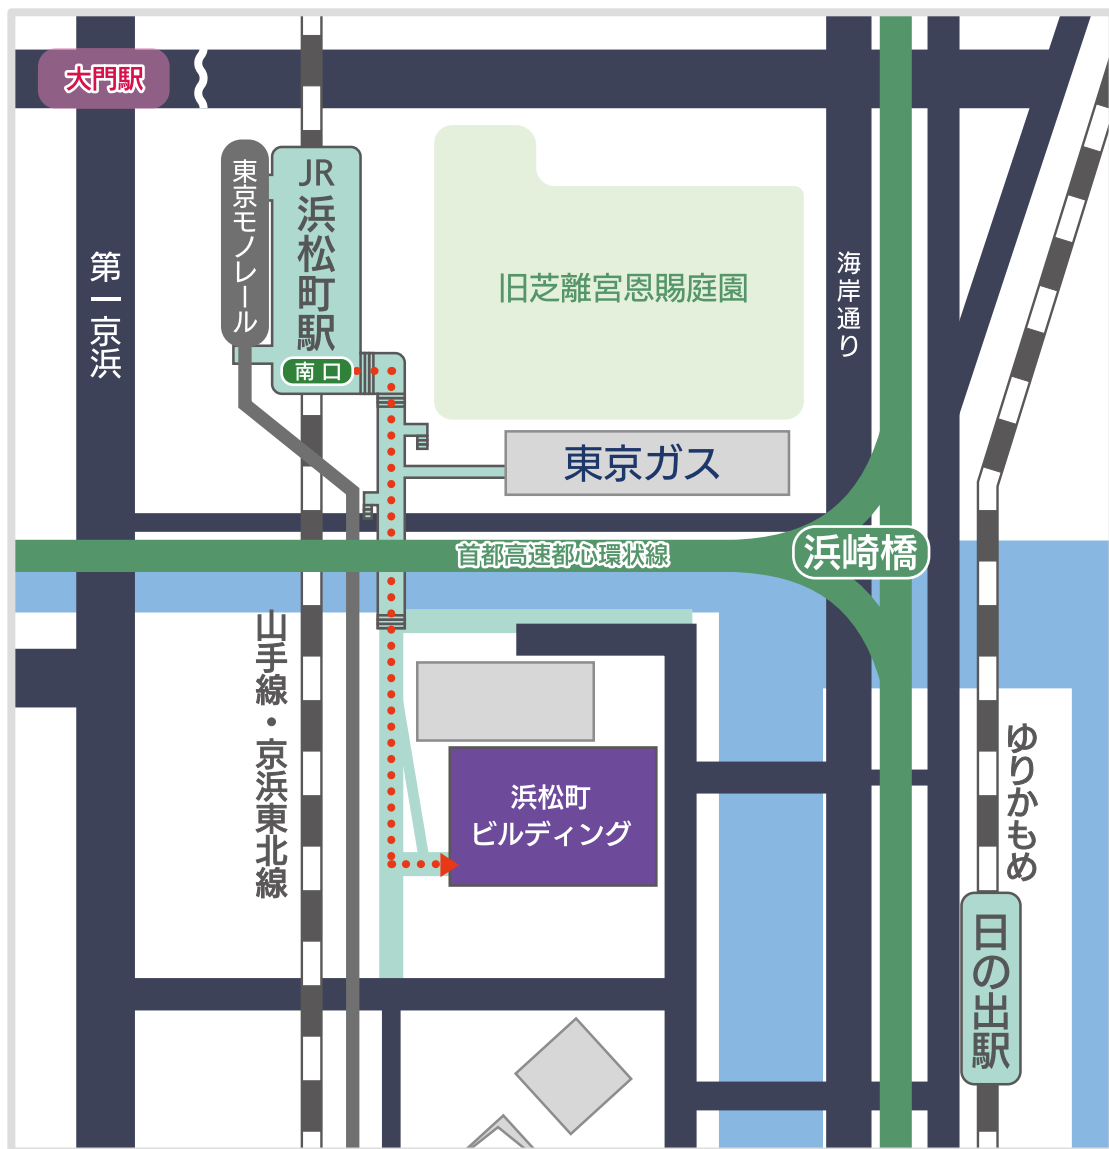 大門駅
東京モノレール
JR浜松町駅
南口
第一京浜
旧芝離宮恩賜庭園
海岸通り
東京ガス
首都高速都心環状線
浜崎橋
山手線・京浜東北線
浜松町
ビルディング
ゆりかもめ
日の出駅